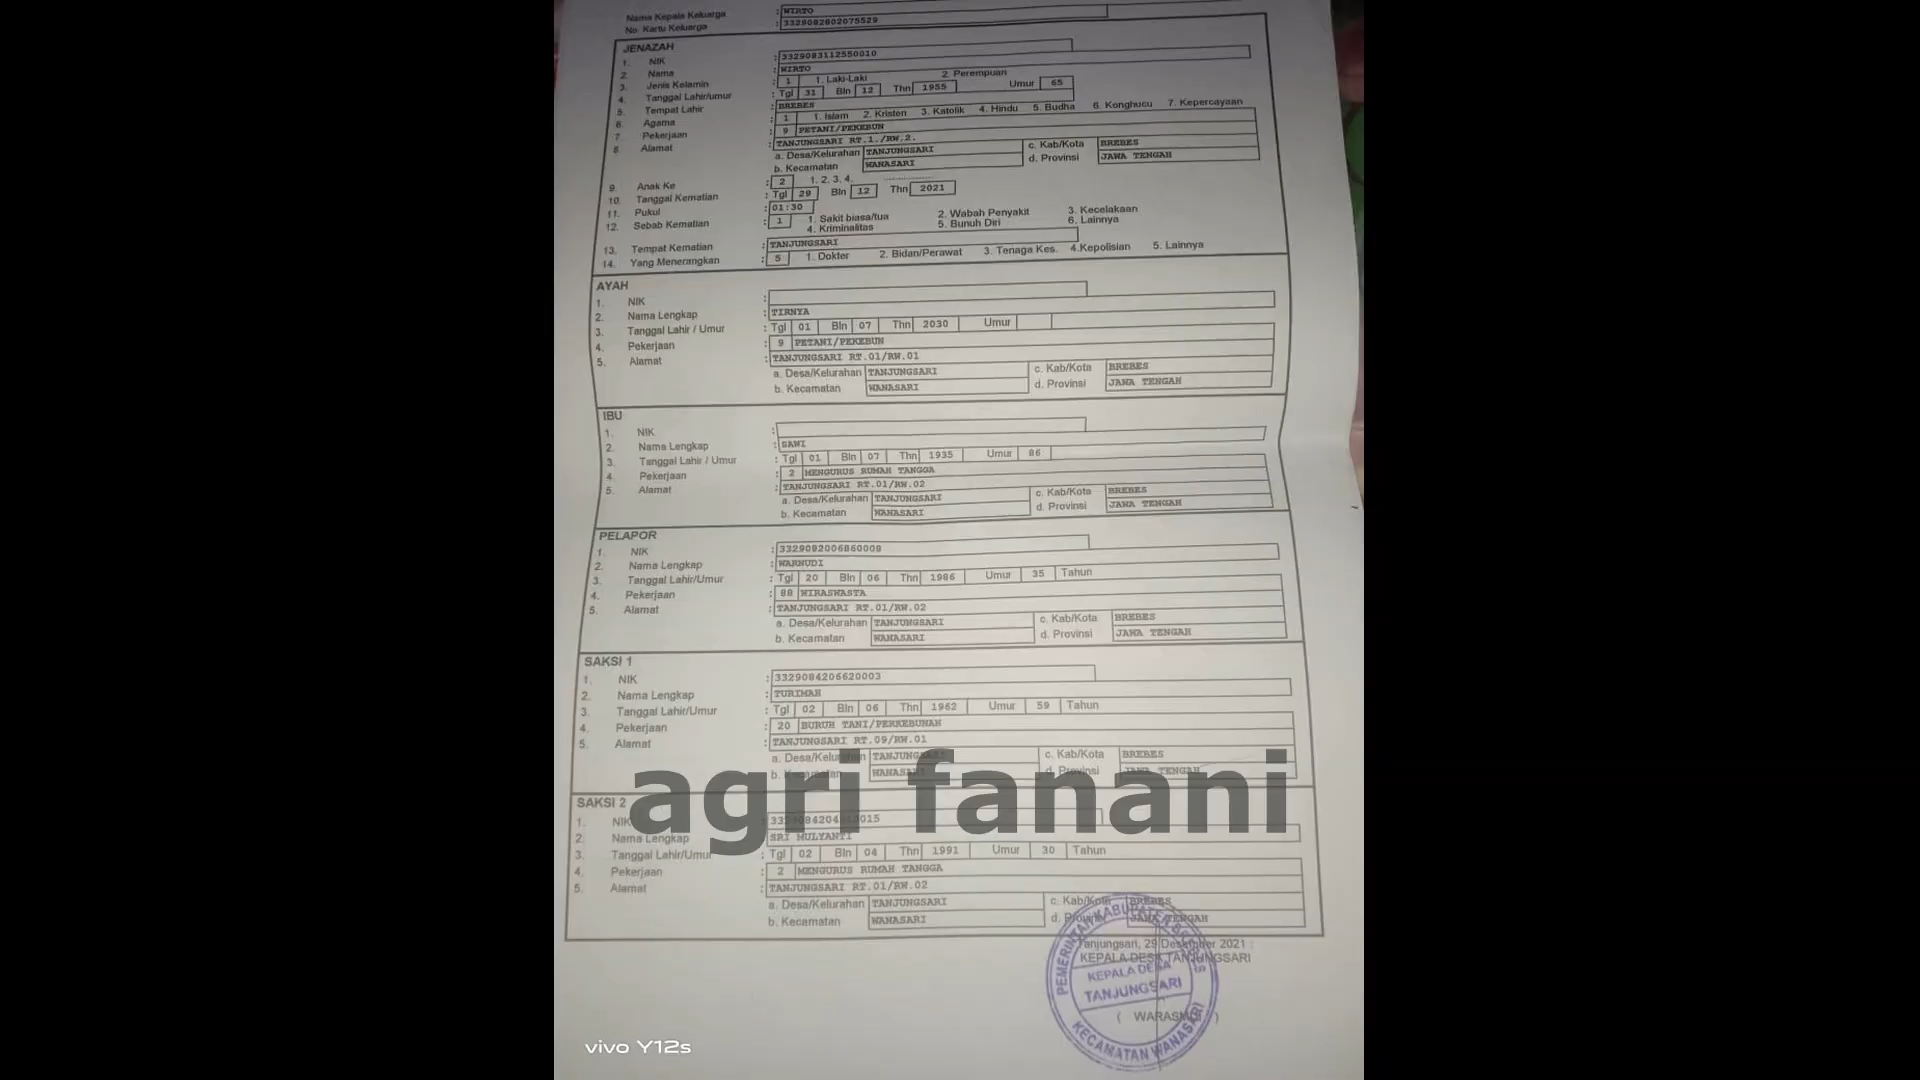 Nama Kepala Keluarga : WIRTO
No. Kartu Keluarga : 3329082602075529
JENAZAH
1. NIK : 3329083112550010
2. Nama : WIRTO
3. Jenis Kelamin : 1 1. Laki-Laki 2. Perempuan
4. Tanggal Lahir/umur : Tgl 31 Bln 12 Thn 1955 Umur 65
5. Tempat Lahir : BREBES
6. Agama : 1 1. Islam 2. Kristen 3. Katolik 4. Hindu 5. Budha 6. Konghucu 7. Kepercayaan
7. Pekerjaan : 9 PETANI/PEKEBUN
8 Alamat : TANJUNGSARI RT.1./RW.2.
a. Desa/Kelurahan TANJUNGSARI c. Kab/Kota BREBES
b. Kecamatan WANASARI d. Provinsi JAWA TENGAH
9. Anak Ke : 2 1. 2, 3, 4,
10. Tanggal Kematian : Tgl 29 Bln 12 Thn 2021
11. Pukul : 01:30
12. Sebab Kematian : 1 1. Sakit biasa/tua 2. Wabah Penyakit 3. Kecelakaan
4. Kriminalitas 5. Bunuh Diri 6. Lainnya
13. Tempat Kematian : TANJUNGSARI
14. Yang Menerangkan : 5 1. Dokter 2. Bidan/Perawat 3. Tenaga Kes. 4.Kepolisian 5. Lainnya
AYAH
1. NIK :
2. Nama Lengkap : TIRNYA
3. Tanggal Lahir / Umur : Tgl 01 Bln 07 Thn 2030 Umur
4. Pekerjaan : 9 PETANI/PEKEBUN
5. Alamat : TANJUNGSARI RT.01/RW.01
a. Desa/Kelurahan TANJUNGSARI c. Kab/Kota BREBES
b. Kecamatan WANASARI d. Provinsi JAWA TENGAH
IBU
1. NIK :
2. Nama Lengkap : SAWI
3. Tanggal Lahir / Umur : Tgl 01 Bln 07 Thn 1935 Umur 86
4. Pekerjaan : 2 MENGURUS RUMAH TANGGA
5. Alamat : TANJUNGSARI RT.01/RW.02
a. Desa/Kelurahan TANJUNGSARI c. Kab/Kota BREBES
b. Kecamatan WANASARI d. Provinsi JAWA TENGAH
PELAPOR
1. NIK : 3329082006860008
2. Nama Lengkap : WARNUDI
3. Tanggal Lahir/Umur : Tgl 20 Bln 06 Thn 1986 Umur 35 Tahun
4. Pekerjaan : 88 WIRASWASTA
5. Alamat : TANJUNGSARI RT.01/RW.02
a. Desa/Kelurahan TANJUNGSARI c. Kab/Kota BREBES
b. Kecamatan WANASARI d. Provinsi JAWA TENGAH
SAKSI 1
1. NIK : 3329084206620003
2. Nama Lengkap : TURIMAH
3. Tanggal Lahir/Umur : Tgl 02 Bln 06 Thn 1962 Umur 59 Tahun
4. Pekerjaan : 20 BURUH TANI/PERKEBUNAN
5. Alamat : TANJUNGSARI RT.09/RW.01
a. Desa/Kelurahan TANJUNGSARI c. Kab/Kota BREBES
b. Kecamatan WANASARI d. Provinsi JAWA TENGAH
agri fanani
SAKSI 2
1. NIK
2. Nama Lengkap SRI MULYANTI
3. Tanggal Lahir/Umur : Tgl 02 Bln 04 Thn 1991 Umur 30 Tahun
4. Pekerjaan : 2 MENGURUS RUMAH TANGGA
5. Alamat : TANJUNGSARI RT.01/RW.02
a. Desa/Kelurahan TANJUNGSARI c. Kab/Kota BREBES
b. Kecamatan WANASARI d. Provinsi JAWA TENGAH
Tanjungsari, 29 Desember 2021
KEPALA DESA TANJUNGSARI
PEMERINTAH KABUPATEN BREBES
KEPALA DESA
TANJUNGSARI
KECAMATAN WANASARI
vivo Y12s